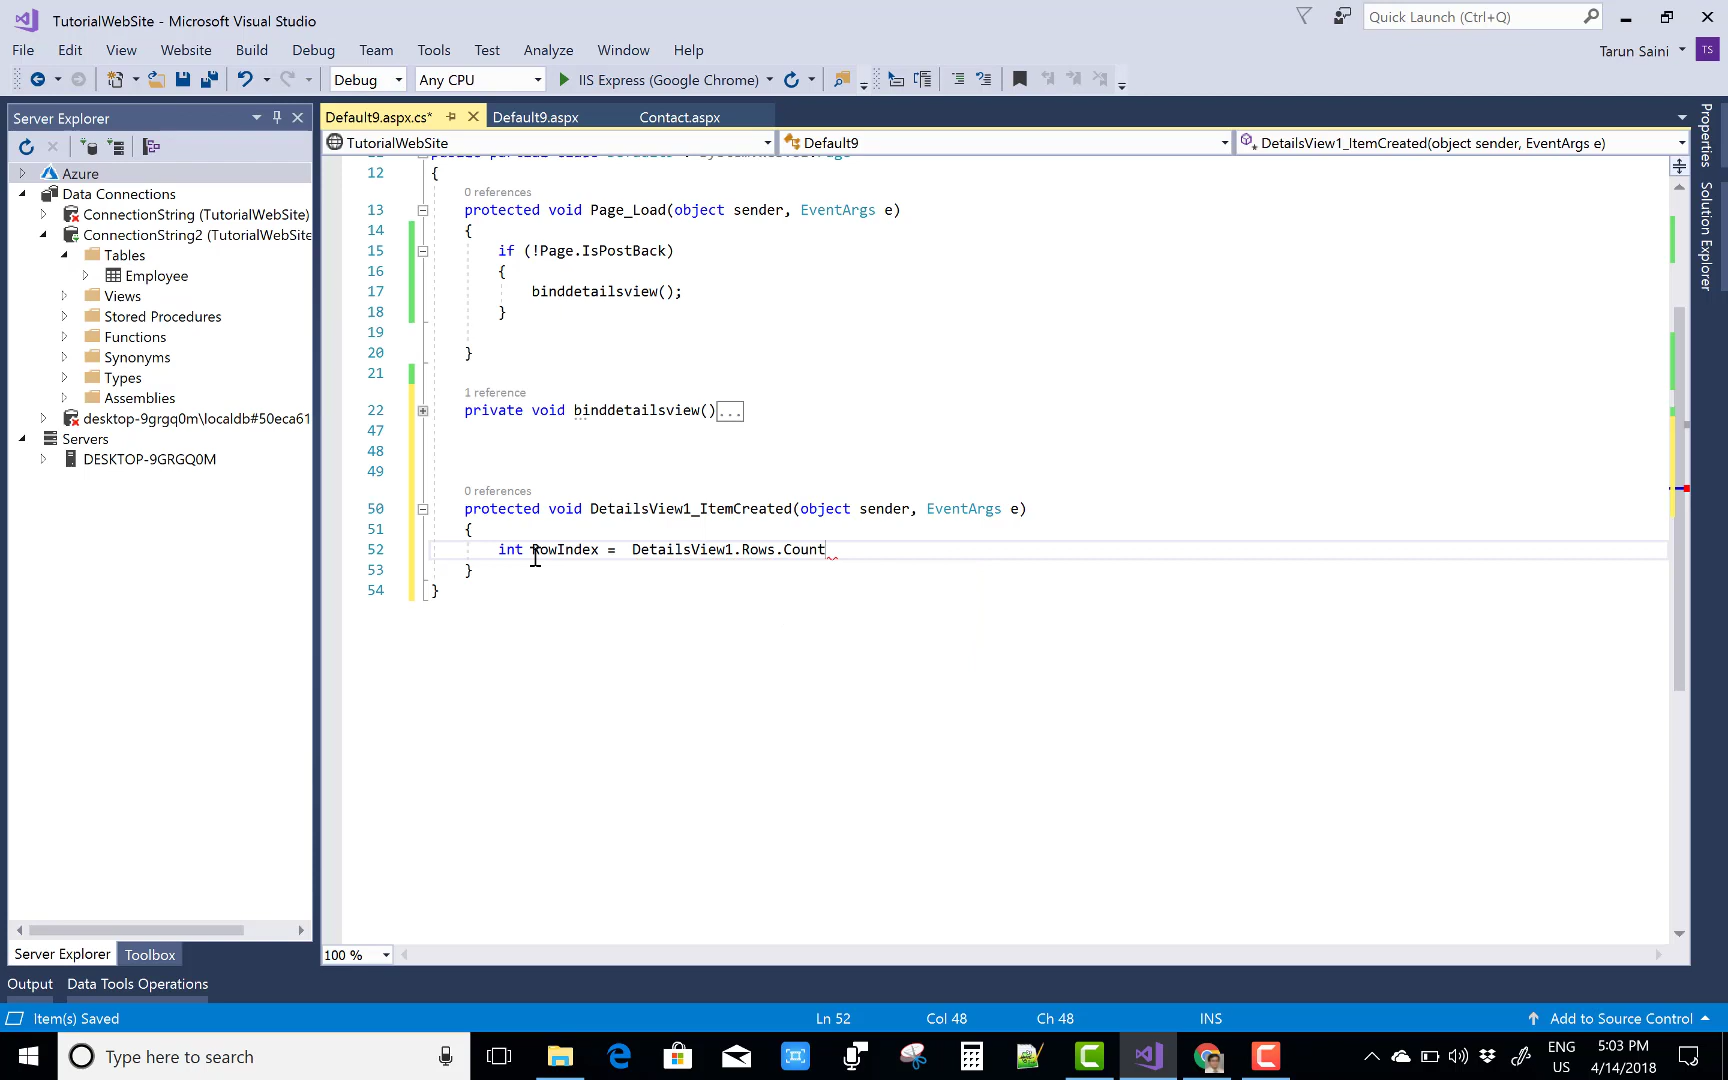 TutorialWebSite - Microsoft Visual Studio
Quick Launch (Ctrl+Q)
File Edit View Website Build Debug Team Tools Test Analyze Window Help
Tarun Saini TS
Debug Any CPU IIS Express (Google Chrome)
Server Explorer
Default9.aspx.cs* Default9.aspx Contact.aspx
TutorialWebSite Default9 DetailsView1_ItemCreated(object sender, EventArgs e)
Properties
Solution Explorer
Azure
Data Connections
ConnectionString (TutorialWebSite)
ConnectionString2 (TutorialWebSite
Tables
Employee
Views
Stored Procedures
Functions
Synonyms
Types
Assemblies
desktop-9grgq0m\localdb#50eca61
Servers
DESKTOP-9GRGQ0M
12 {
0 references
13 protected void Page_Load(object sender, EventArgs e)
14 {
15 if (!Page.IsPostBack)
16 {
17 binddetailsview();
18 }
19
20 }
21
1 reference
22 private void binddetailsview()...
47
48
49
0 references
50 protected void DetailsView1_ItemCreated(object sender, EventArgs e)
51 {
52 int RowIndex = DetailsView1.Rows.Count
53 }
54 }
100 %
Server Explorer Toolbox
Output Data Tools Operations
Item(s) Saved Ln 52 Col 48 Ch 48 INS Add to Source Control
Type here to search
ENG
US
5:03 PM
4/14/2018